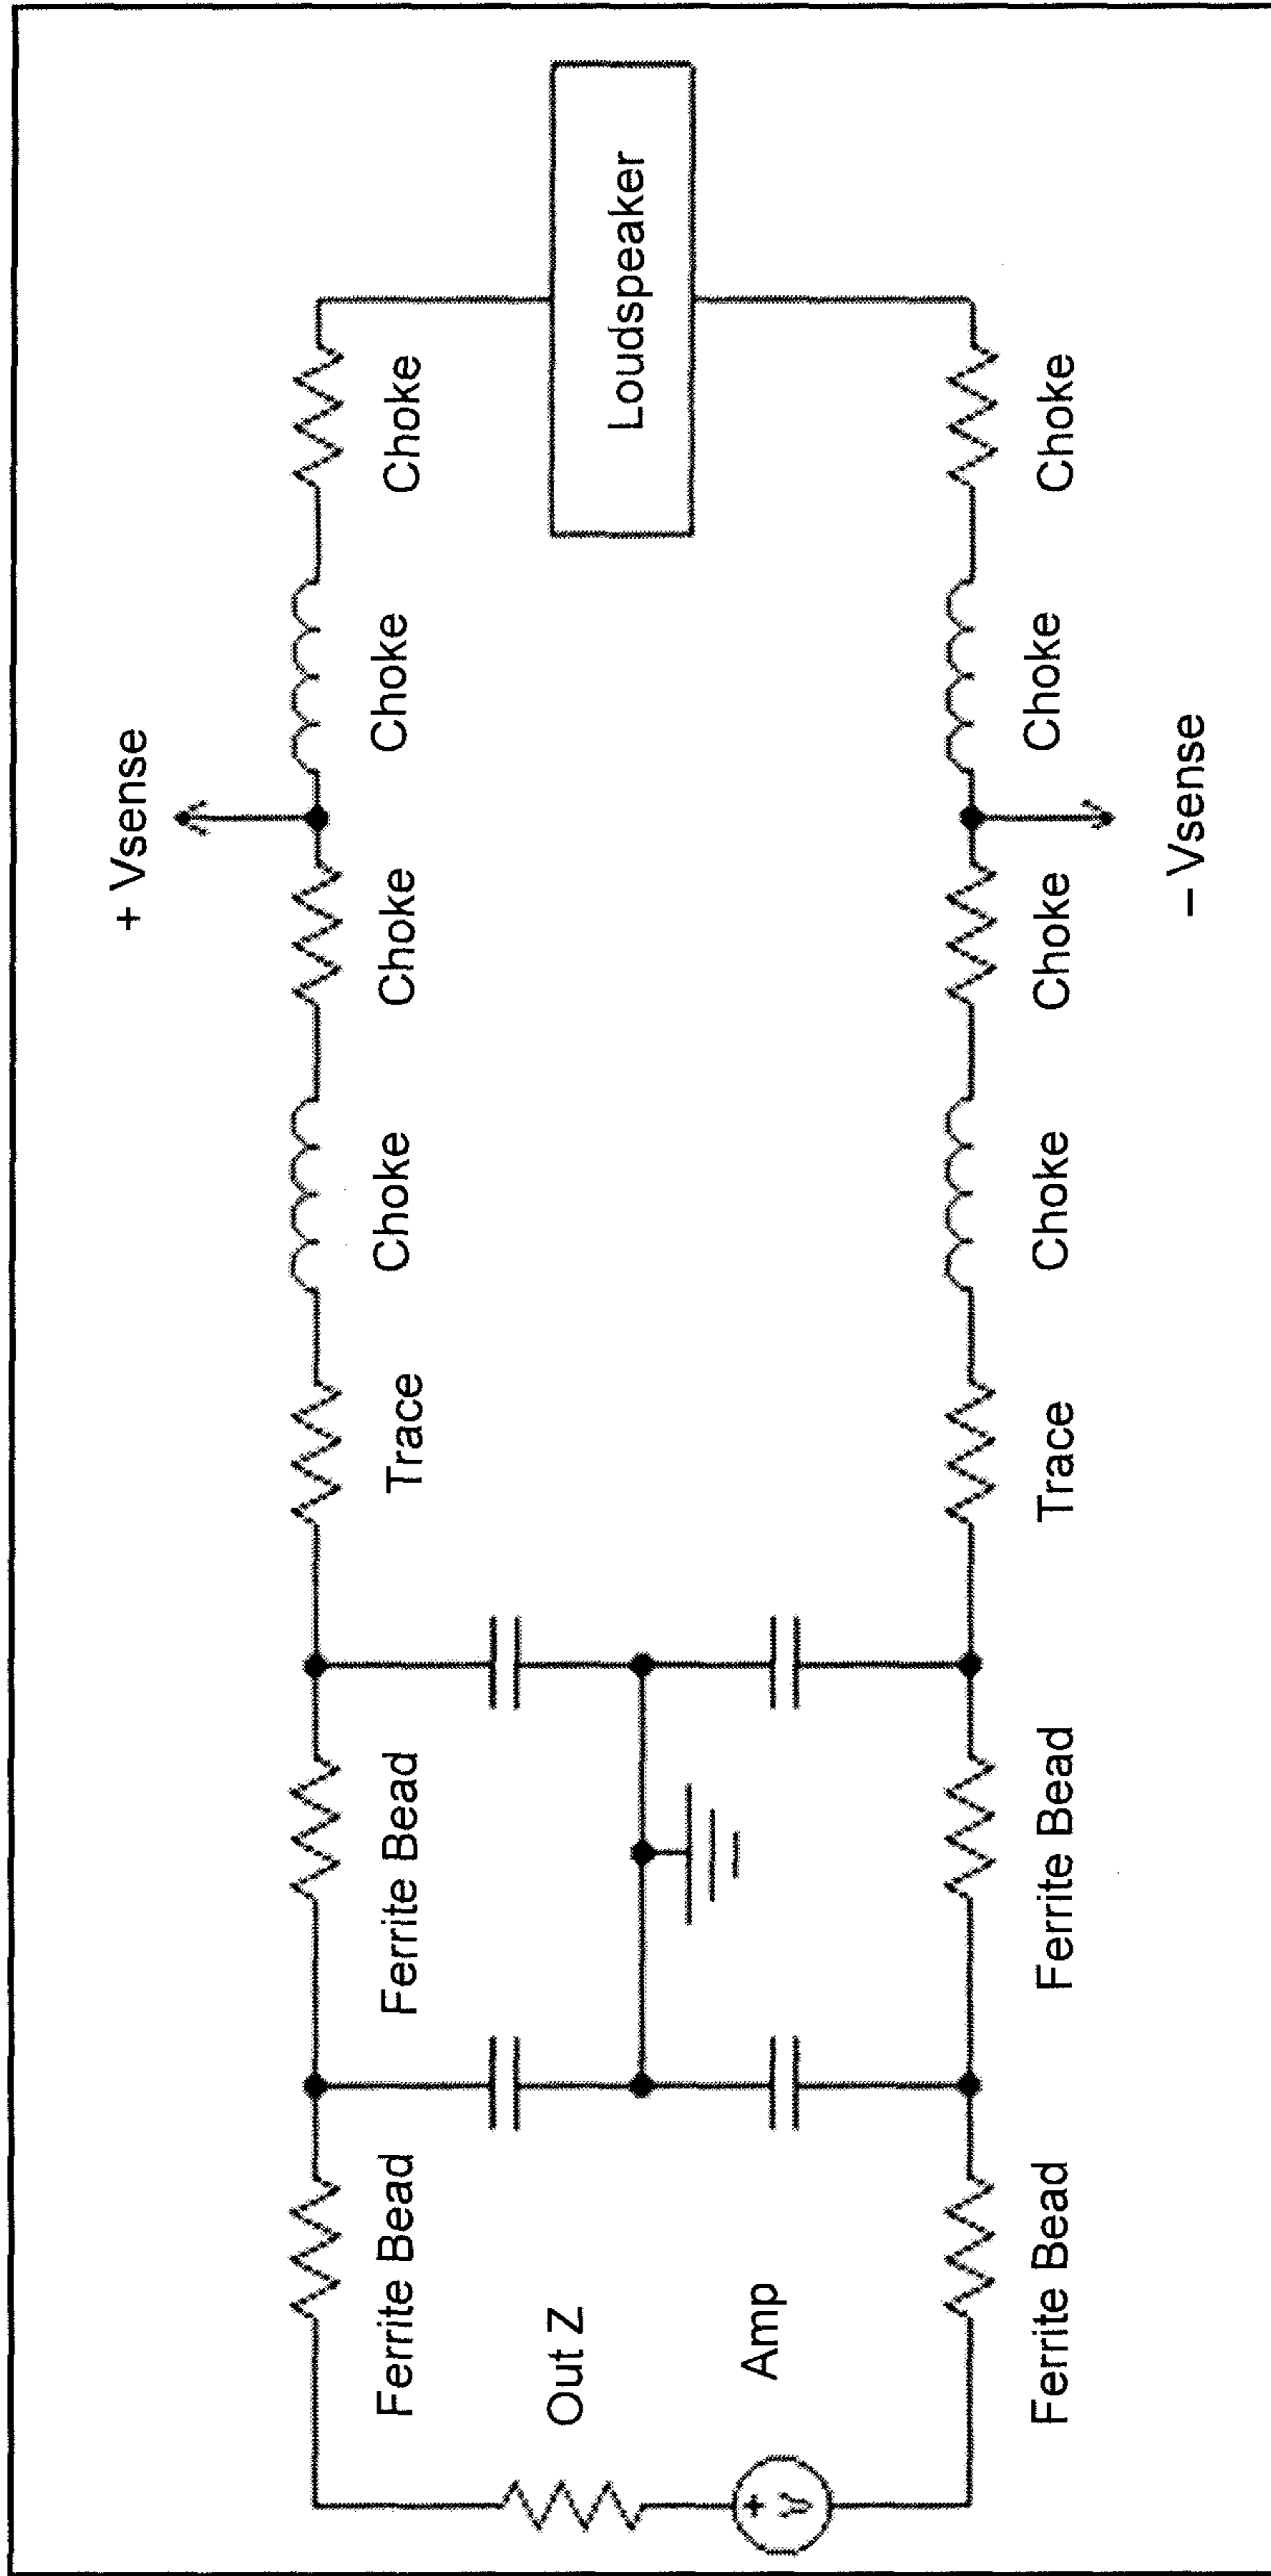 + Vsense
Ferrite Bead
Ferrite Bead
Trace
Choke
Choke
Choke
Choke
Out Z
Amp
+
V
Loudspeaker
Ferrite Bead
Ferrite Bead
Trace
Choke
Choke
Choke
Choke
– Vsense